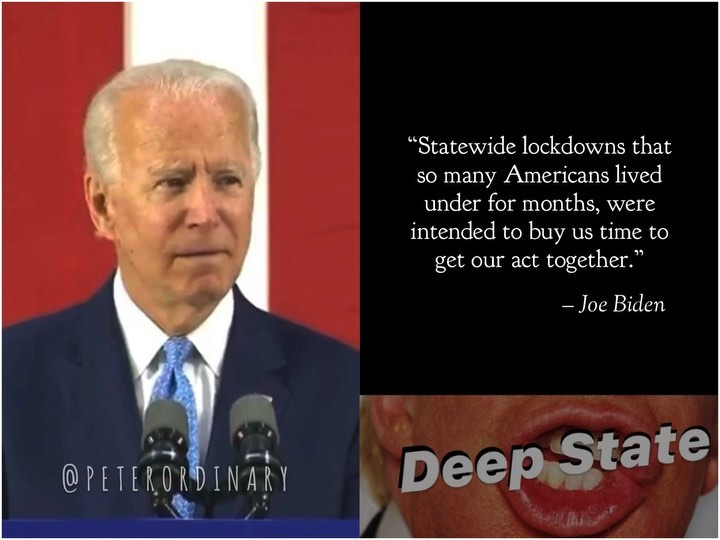 “Statewide lockdowns that
so many Americans lived
under for months, were
intended to buy us time to
get our act together.”
– Joe Biden
@PETERORDINARY
Deep State